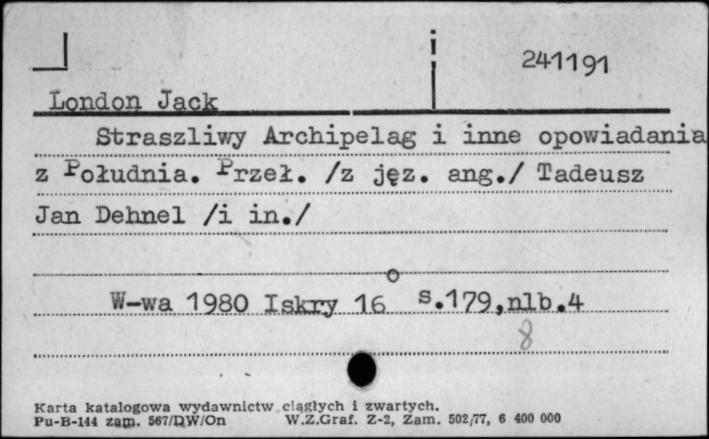 241191
London Jack
Straszliwy Archipelag i inne opowiadania
z Południa. Przeł. /z jęz. ang./ Tadeusz
Jan Dehnel /i in./
W-wa 1980 Iskry 16° s.179,nlb.4
8
Karta katalogowa wydawnictw ciągłych i zwartych.
Pu-B-144 zam. 567/DW/On W.Z.Graf. Z-2, Zam. 502/77, 6 400 000